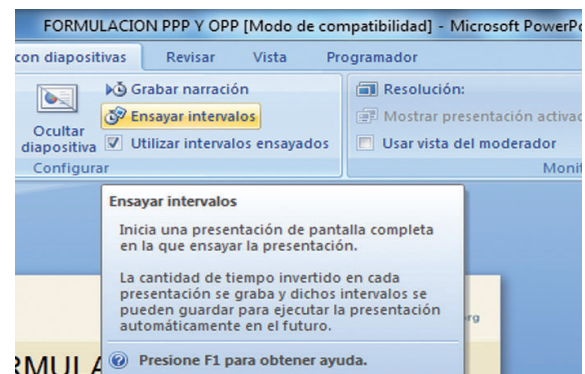 FORMULACION PPP Y OPP [Modo de compatibilidad] - Microsoft PowerPo
con diapositivas Revisar Vista Programador
Ocultar diapositiva
Grabar narración
Ensayar intervalos
Utilizar intervalos ensayados
Configurar
Resolución:
Mostrar presentación activad
Usar vista del moderador
Monit
Ensayar intervalos
Inicia una presentación de pantalla completa
en la que ensayar la presentación.
La cantidad de tiempo invertido en cada
presentación se graba y dichos intervalos se
pueden guardar para ejecutar la presentación
automáticamente en el futuro.
Presione F1 para obtener ayuda.
rg
RMULA